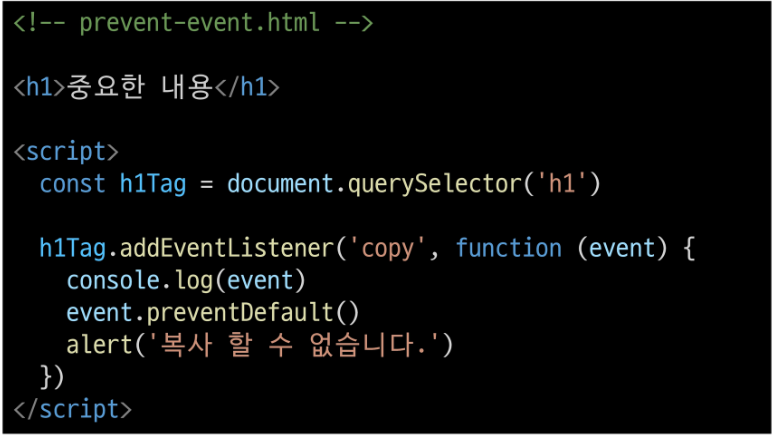 <!-- prevent-event.html -->
<h1>중요한 내용</h1>
<script>
const h1Tag = document.querySelector('h1')
h1Tag.addEventListener('copy', function (event) {
console.log(event)
event.preventDefault()
alert('복사 할 수 없습니다.')
})
</script>